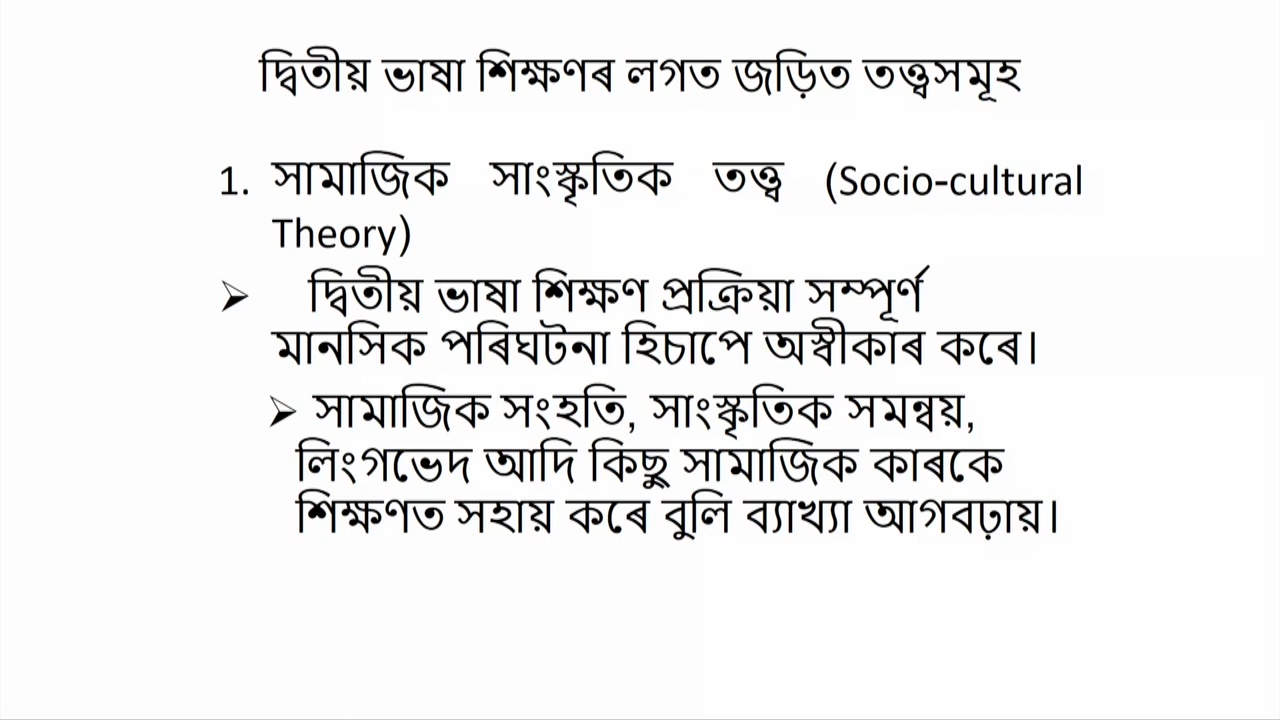 দ্বিতীয় ভাষা শিক্ষণৰ লগত জড়িত তত্ত্বসমূহ
1. সামাজিক সাংস্কৃতিক তত্ত্ব (Socio-cultural
Theory)
➢ দ্বিতীয় ভাষা শিক্ষণ প্ৰক্ৰিয়া সম্পূৰ্ণ
মানসিক পৰিঘটনা হিচাপে অস্বীকাৰ কৰে।
➢ সামাজিক সংহতি, সাংস্কৃতিক সমন্বয়,
লিংগভেদ আদি কিছু সামাজিক কাৰকে
শিক্ষণত সহায় কৰে বুলি ব্যাখ্যা আগবঢ়ায়।